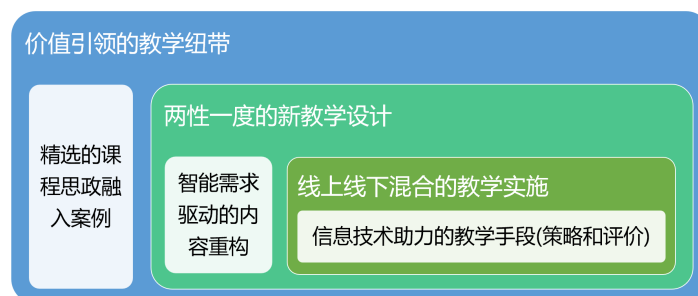 价值引领的教学纽带
精选的课
程思政融
入案例
两性一度的新教学设计
智能需求
驱动的内
容重构
线上线下混合的教学实施
信息技术助力的教学手段(策略和评价)